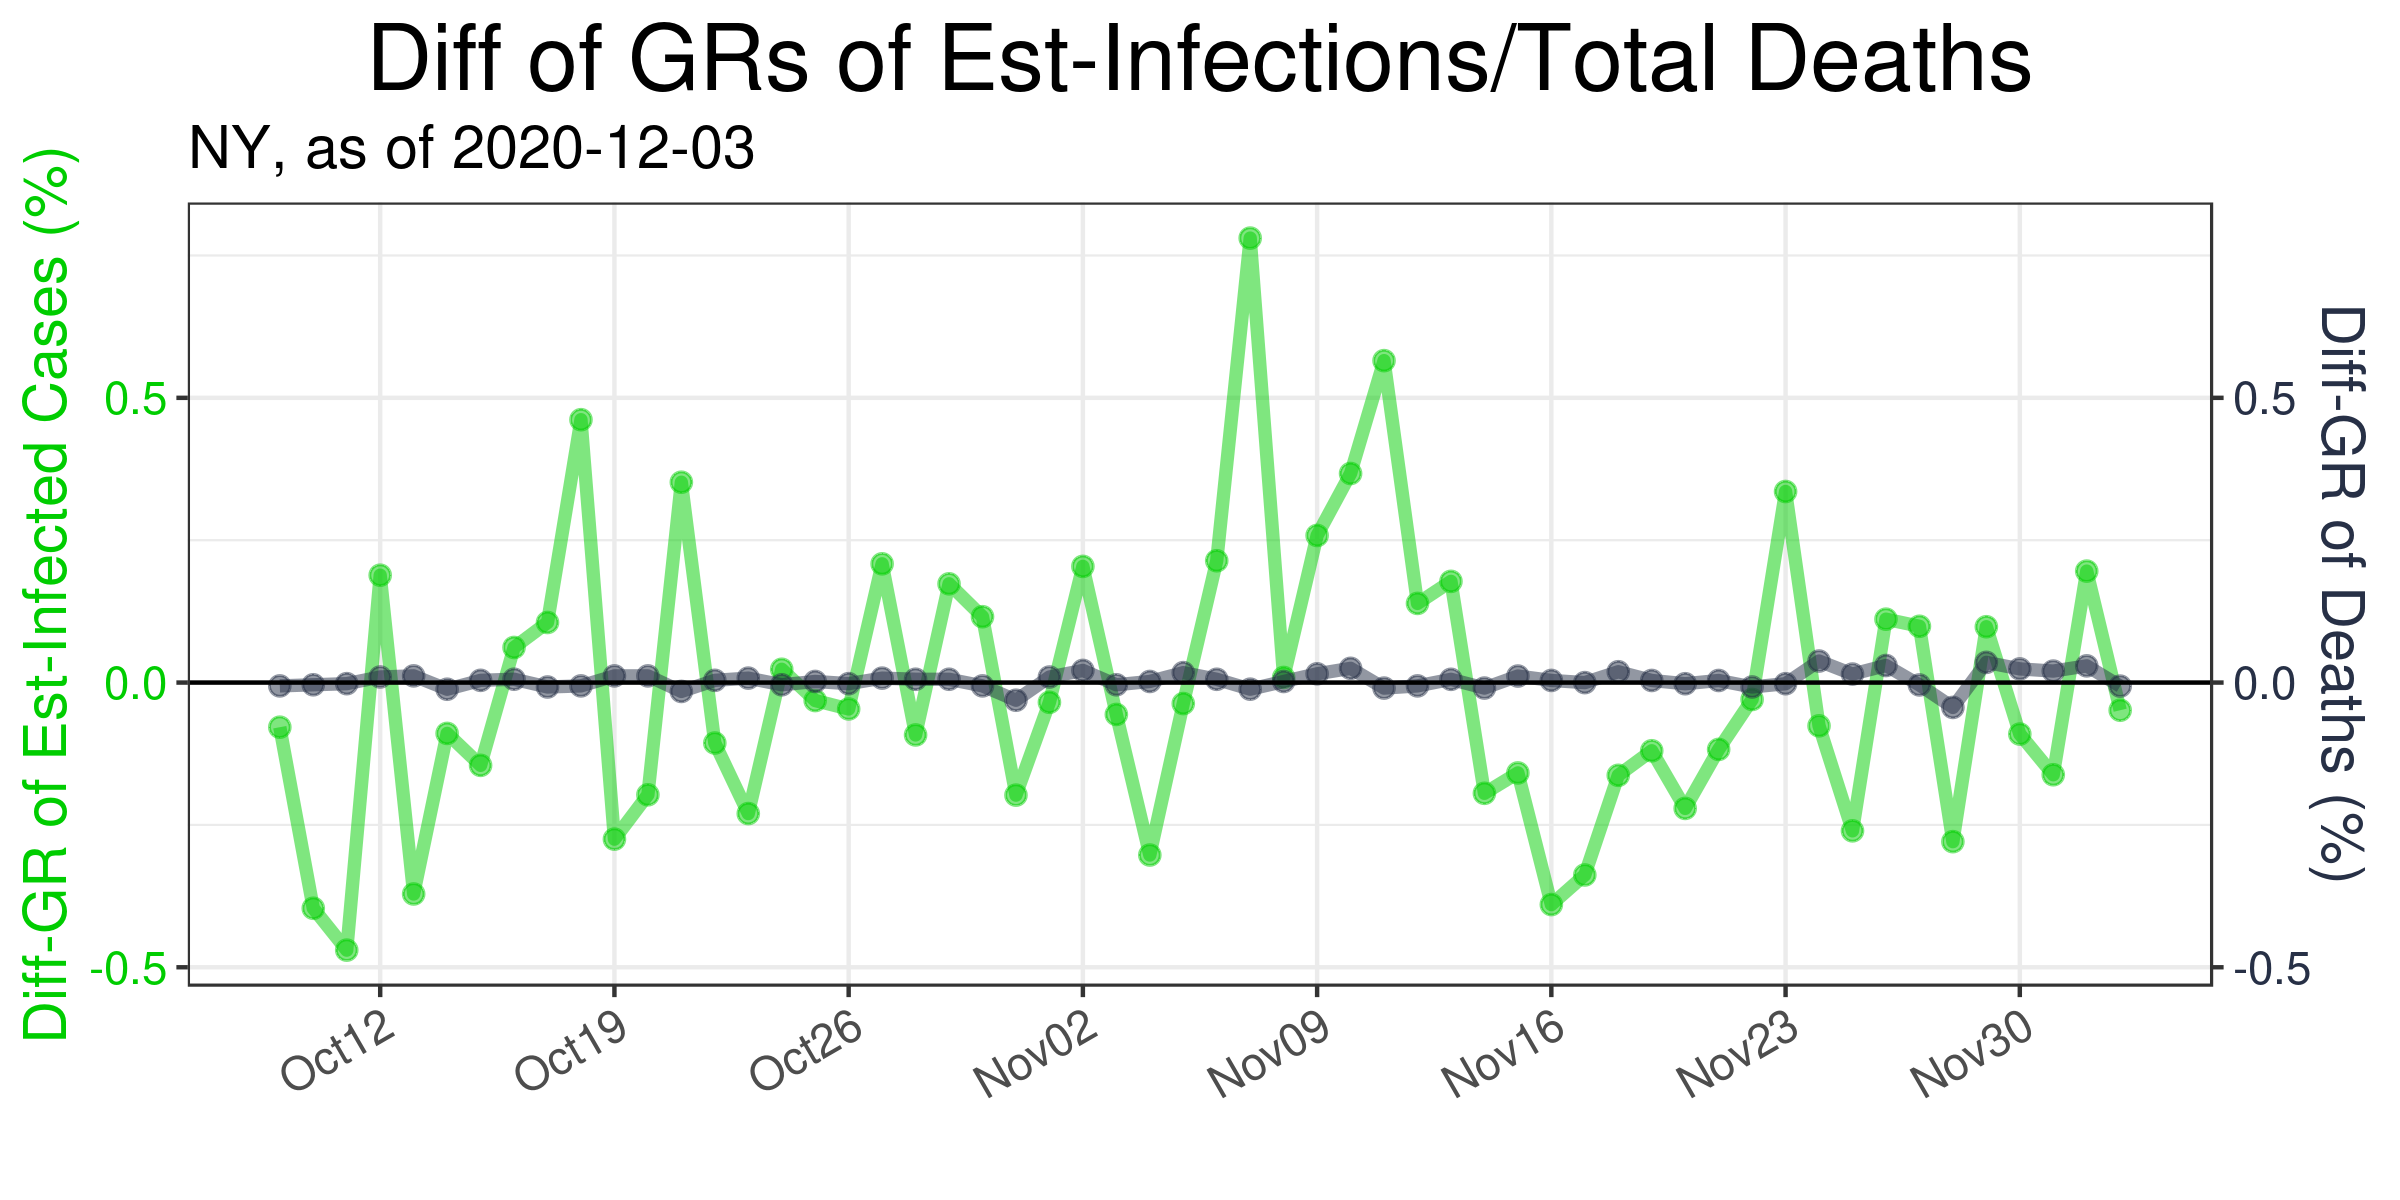 Diff of GRs of Est-Infections/Total Deaths
NY, as of 2020-12-03
Diff-GR of Est-Infected Cases (%)
0.5
0.0
-0.5
0.5
0.0
-0.5
Diff-GR of Deaths (%)
Oct12
Oct19
Oct26
Nov02
Nov09
Nov16
Nov23
Nov30